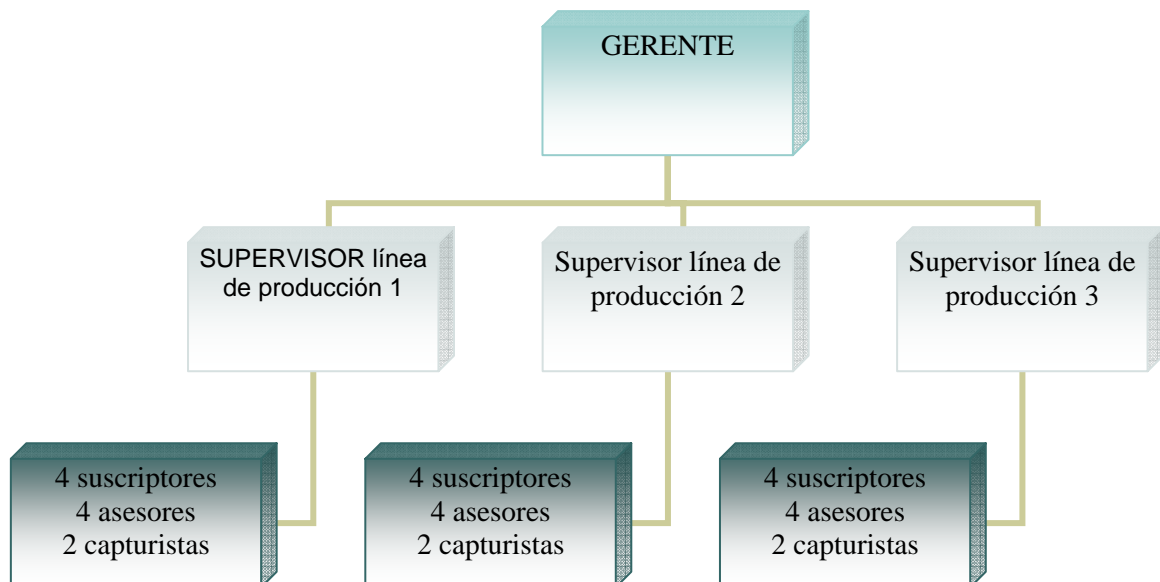 GERENTE
SUPERVISOR línea
de producción 1
Supervisor línea de
producción 2
Supervisor línea de
producción 3
4 suscriptores
4 asesores
2 capturistas
4 suscriptores
4 asesores
2 capturistas
4 suscriptores
4 asesores
2 capturistas